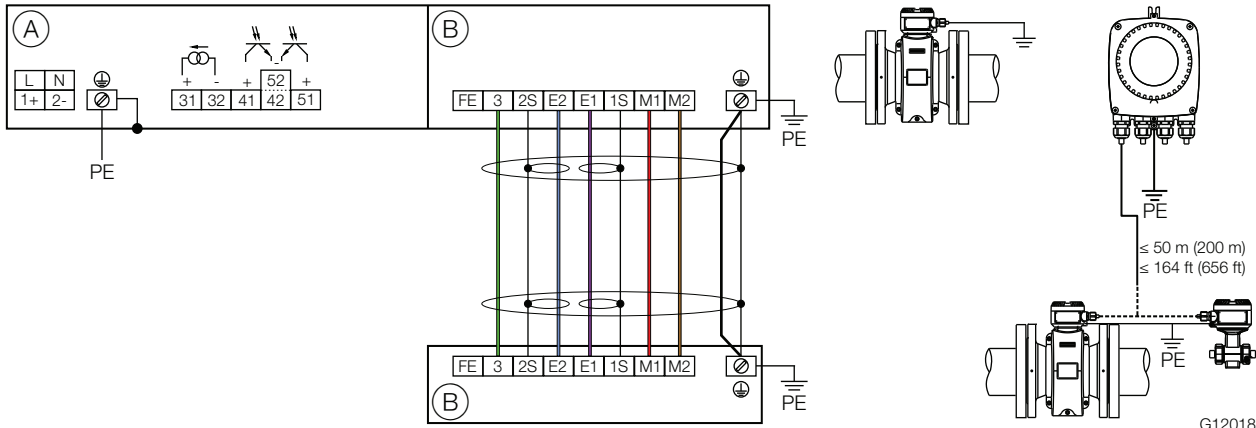 A
B
L N
1+ 2-
PE
+ - + - +
52
31 32 41 42 51
FE 3 2S E2 E1 1S M1 M2
PE
PE
≤ 50 m (200 m)
≤ 164 ft (656 ft)
PE
FE 3 2S E2 E1 1S M1 M2
B
PE
G12018